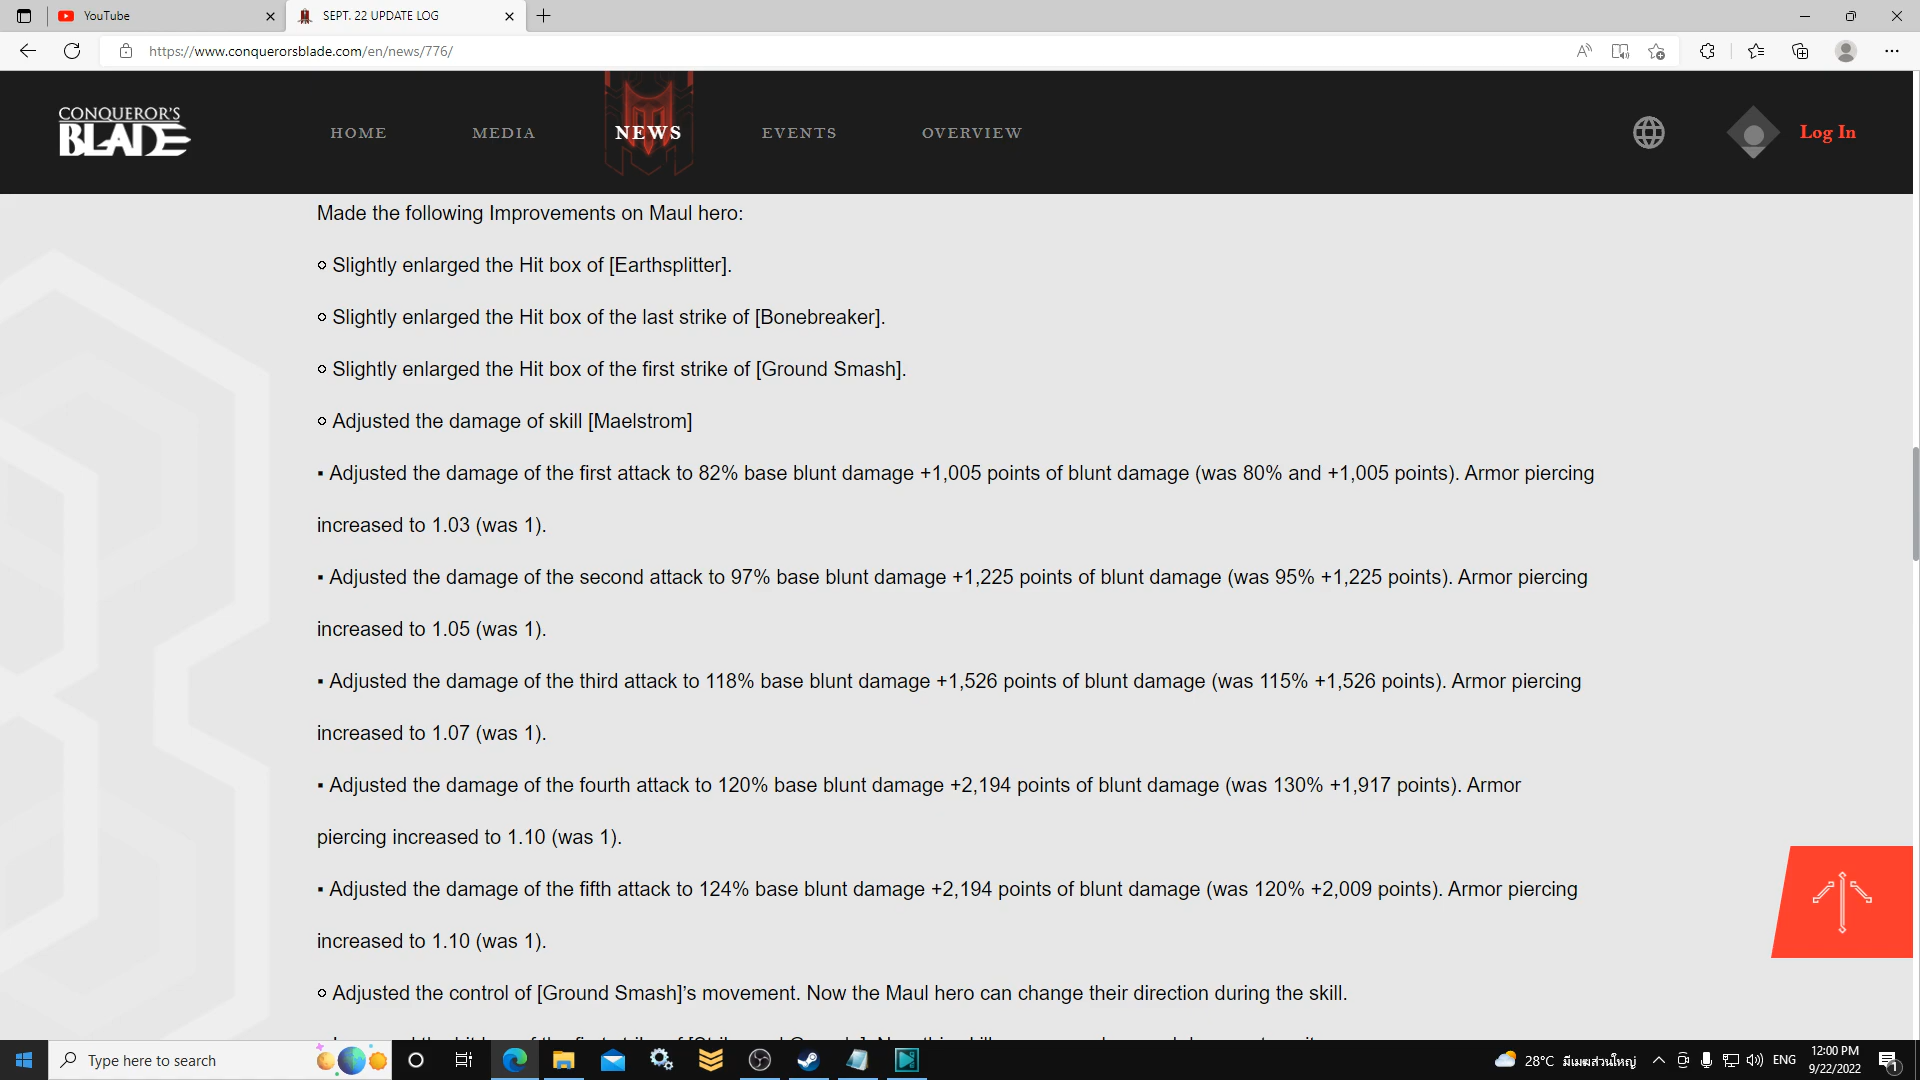 YouTube
SEPT. 22 UPDATE LOG
https://www.conquerorsblade.com/en/news/776/
CONQUEROR'S
BLADE
HOME
MEDIA
NEWS
EVENTS
OVERVIEW
Log In
Made the following Improvements on Maul hero:
Slightly enlarged the Hit box of [Earthsplitter].
Slightly enlarged the Hit box of the last strike of [Bonebreaker].
Slightly enlarged the Hit box of the first strike of [Ground Smash].
Adjusted the damage of skill [Maelstrom]
▪ Adjusted the damage of the first attack to 82% base blunt damage +1,005 points of blunt damage (was 80% and +1,005 points). Armor piercing
increased to 1.03 (was 1).
▪ Adjusted the damage of the second attack to 97% base blunt damage +1,225 points of blunt damage (was 95% +1,225 points). Armor piercing
increased to 1.05 (was 1).
▪ Adjusted the damage of the third attack to 118% base blunt damage +1,526 points of blunt damage (was 115% +1,526 points). Armor piercing
increased to 1.07 (was 1).
▪ Adjusted the damage of the fourth attack to 120% base blunt damage +2,194 points of blunt damage (was 130% +1,917 points). Armor
piercing increased to 1.10 (was 1).
▪ Adjusted the damage of the fifth attack to 124% base blunt damage +2,194 points of blunt damage (was 120% +2,009 points). Armor piercing
increased to 1.10 (was 1).
Adjusted the control of [Ground Smash]’s movement. Now the Maul hero can change their direction during the skill.
Type here to search
28°C มีเมฆส่วนใหญ่
ENG
12:00 PM
9/22/2022
1